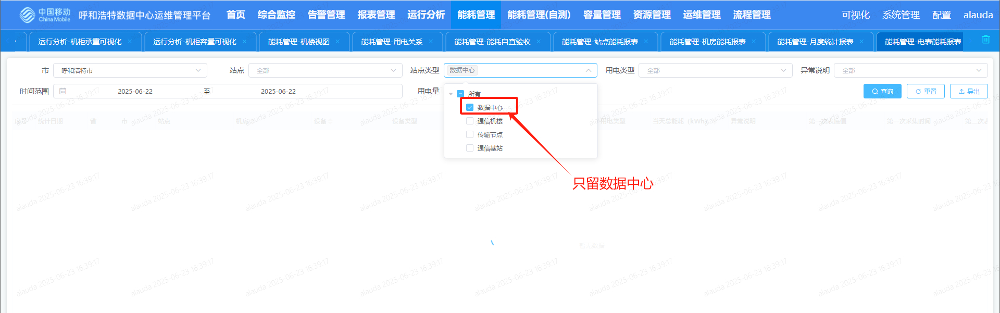 中国移动 China Mobile 呼和浩特数据中心运维管理平台 首页 综合监控 告警管理 报表管理 运行分析 能耗管理 能耗管理(自测) 容量管理 资源管理 运维管理 流程管理 可视化 系统管理 配置 alauda
运行分析-机柜承重可视化 × 运行分析-机柜容量可视化 × 能耗管理-机楼视图 × 能耗管理-用电关系 × 能耗管理-能耗自查验收 × 能耗管理-站点能耗报表 × 能耗管理-机房能耗报表 × 能耗管理-月度统计报表 × 能耗管理-电表能耗报表
市 呼和浩特市 站点 全部 站点类型 数据中心 用电类型 全部 异常说明 全部
时间范围 2025-06-22 至 2025-06-22 用电量 查询 重置 导出
所有
数据中心
通信机楼
传输节点
通信基站
序号 统计日期 省 市 站点 机房 设备 设备类型 用电类型 当天总能耗（kWh） 异常说明 第一次表底值 第一次采集时间 第二次表
只留数据中心
暂无数据
alauda 2025-06-23 16:39:17